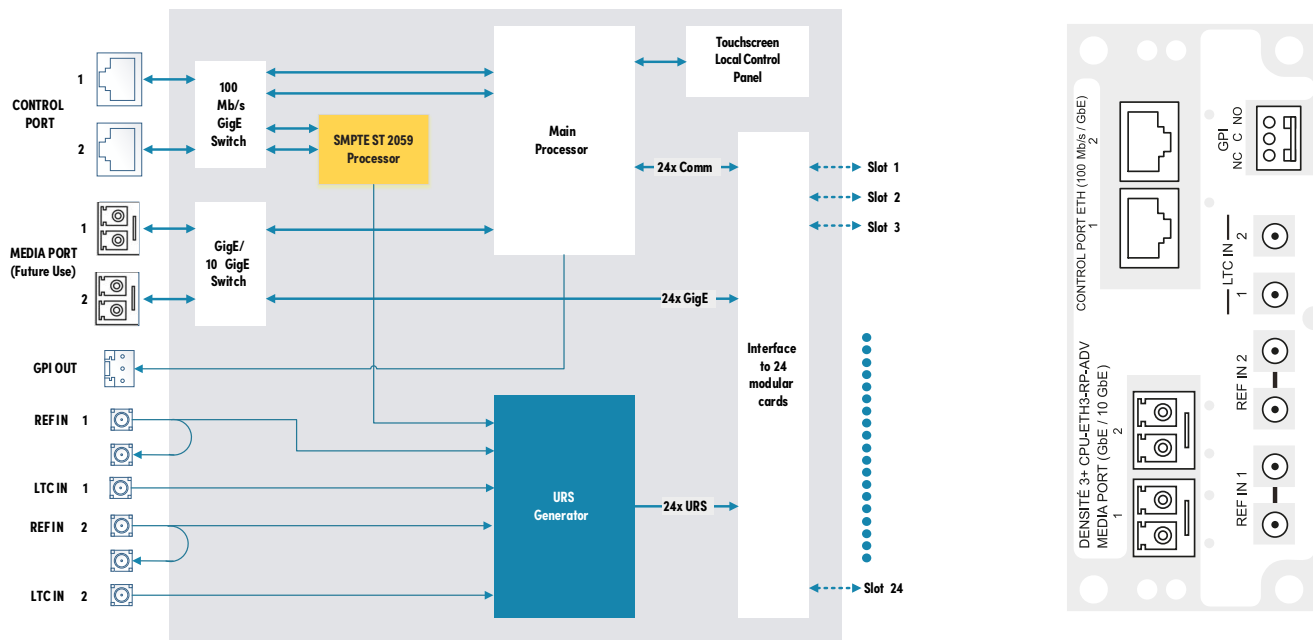 CONTROL
PORT
1
2
100
Mb/s
GigE
Switch
SMPTE ST 2059
Processor
Main
Processor
Touchscreen
Local Control
Panel
24x Comm
Slot 1
Slot 2
Slot 3
MEDIA PORT
(Future Use)
1
2
GigE/
10 GigE
Switch
24x GigE
Interface
to 24
modular
cards
GPI OUT
REF IN 1
LTC IN 1
REF IN 2
LTC IN 2
URS
Generator
24x URS
Slot 24
DENSITÉ 3+ CPU-ETH3-RP-ADV
MEDIA PORT (GbE / 10 GbE)
1 2
CONTROL PORT ETH (100 Mb/s / GbE)
1 2
REF IN 1
REF IN 2
LTC IN
1 2
GPI
NC C NO